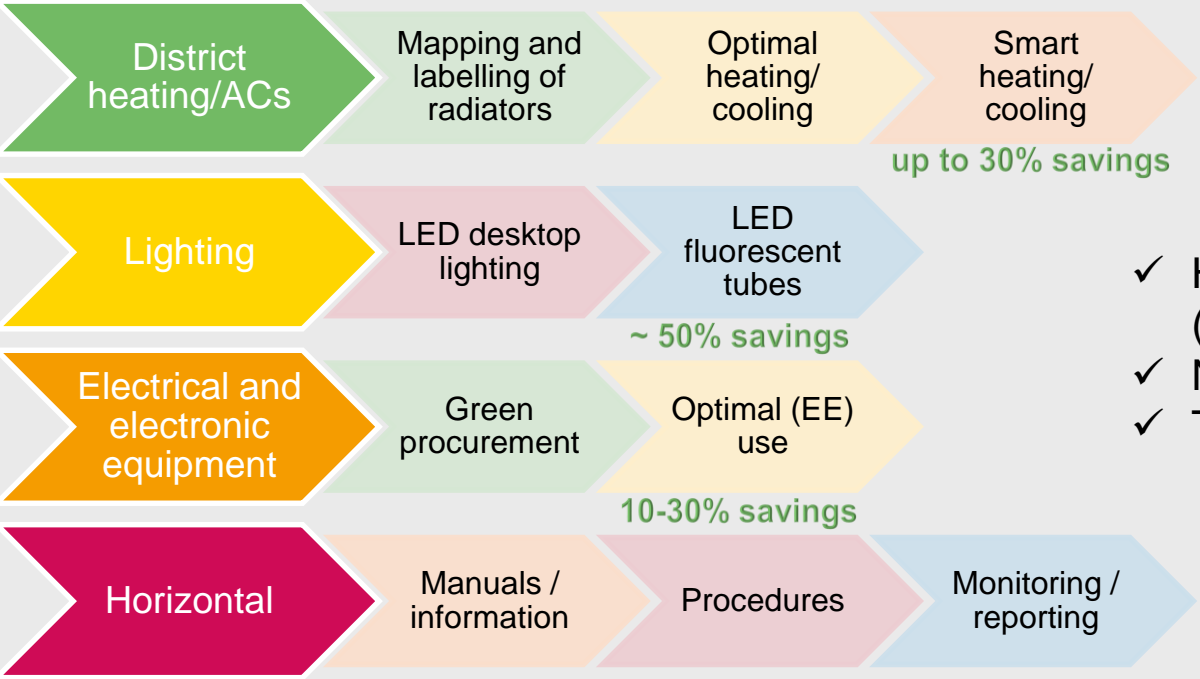 District
heating/ACs
Mapping and
labelling of
radiators
Optimal
heating/
cooling
Smart
heating/
cooling
up to 30% savings
Lighting
LED desktop
lighting
LED
fluorescent
tubes
~ 50% savings
Electrical and
electronic
equipment
Green
procurement
Optimal (EE)
use
10-30% savings
Horizontal
Manuals /
information
Procedures
Monitoring /
reporting